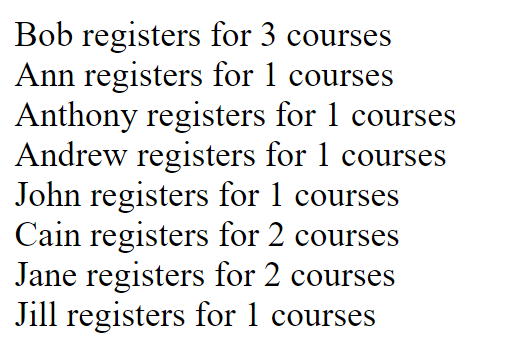 Bob registers for 3 courses
Ann registers for 1 courses
Anthony registers for 1 courses
Andrew registers for 1 courses
John registers for 1 courses
Cain registers for 2 courses
Jane registers for 2 courses
Jill registers for 1 courses